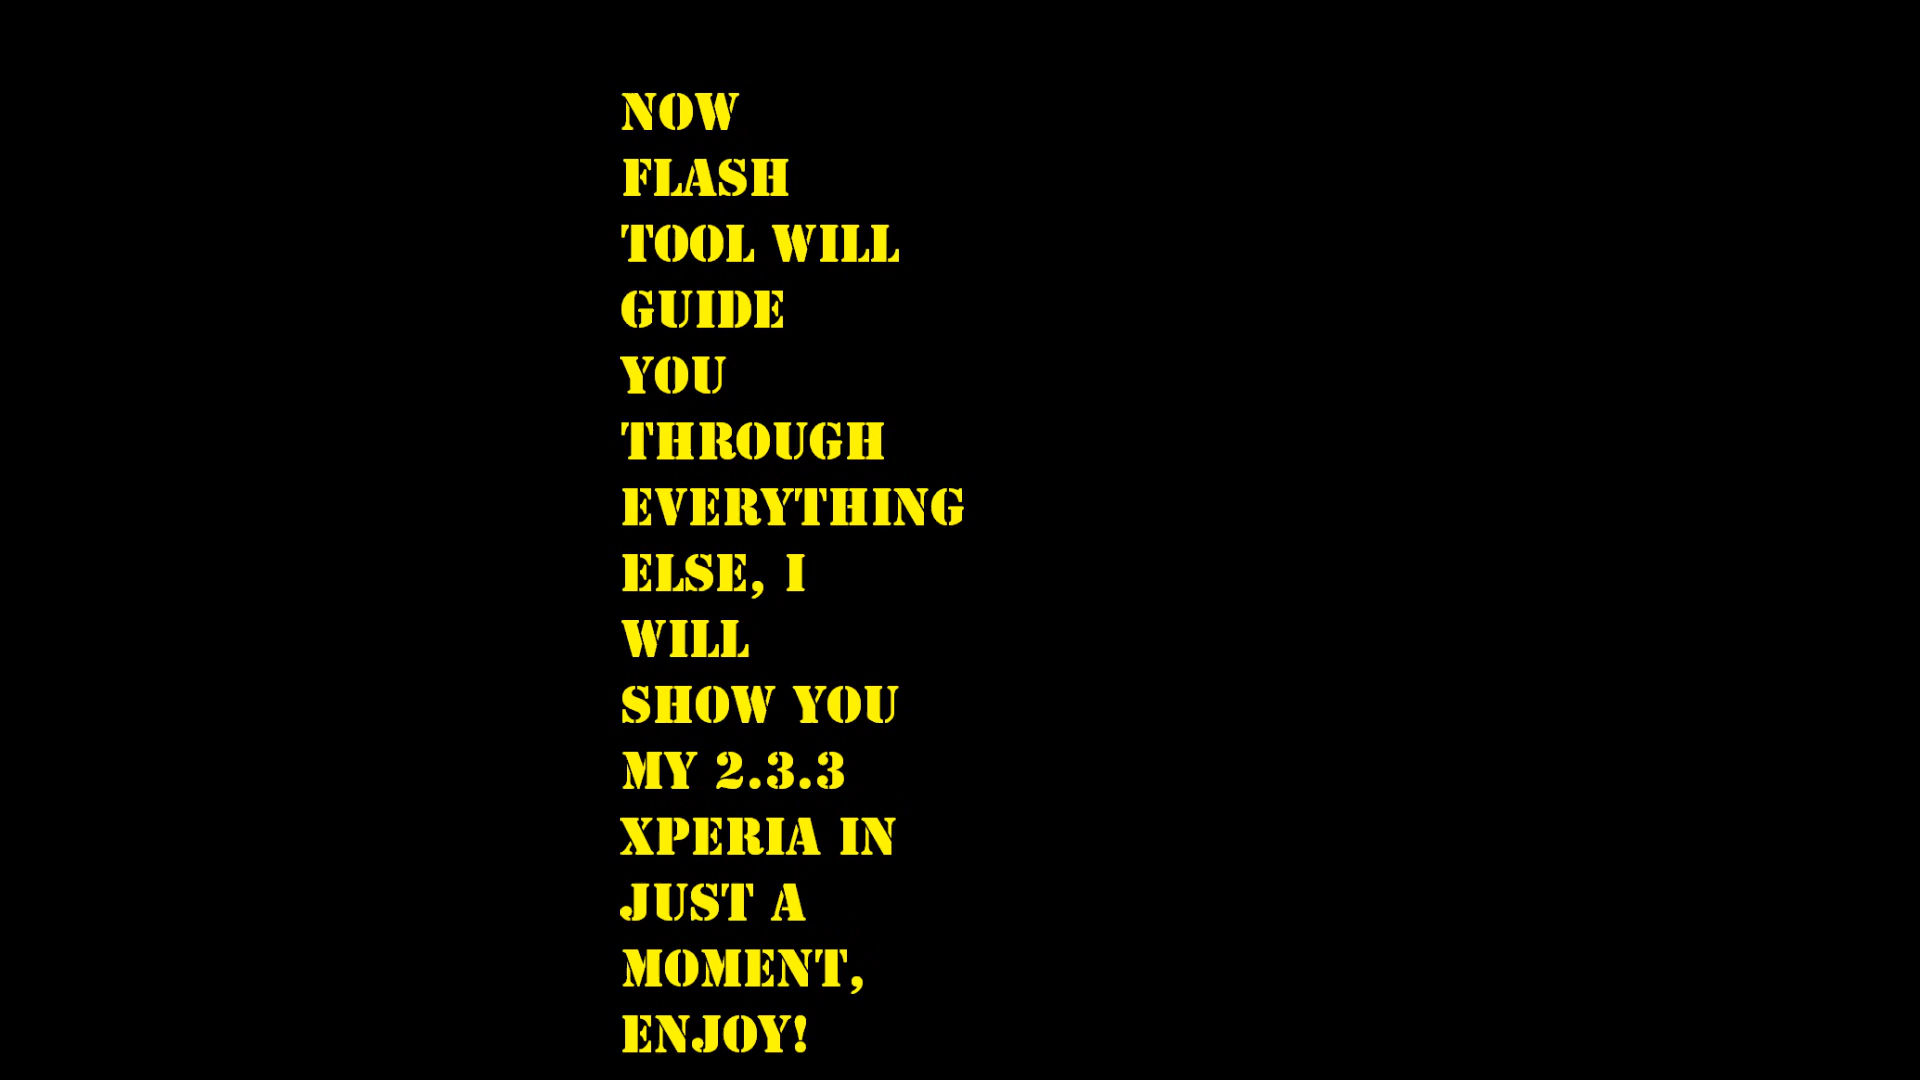 NOW
FLASH
TOOL WILL
GUIDE
YOU
THROUGH
EVERYTHING
ELSE, I
WILL
SHOW YOU
MY 2.3.3
XPERIA IN
JUST A
MOMENT,
ENJOY!